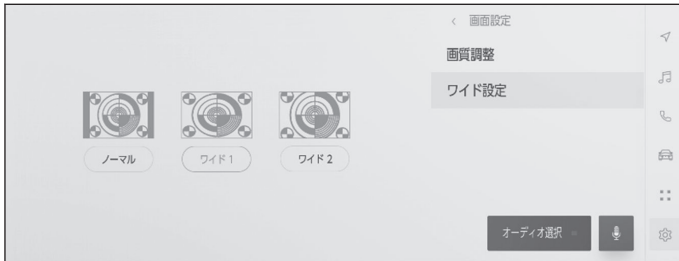 < 画面設定
画質調整
ワイド設定
ノーマル
ワイド 1
ワイド 2
オーディオ選択